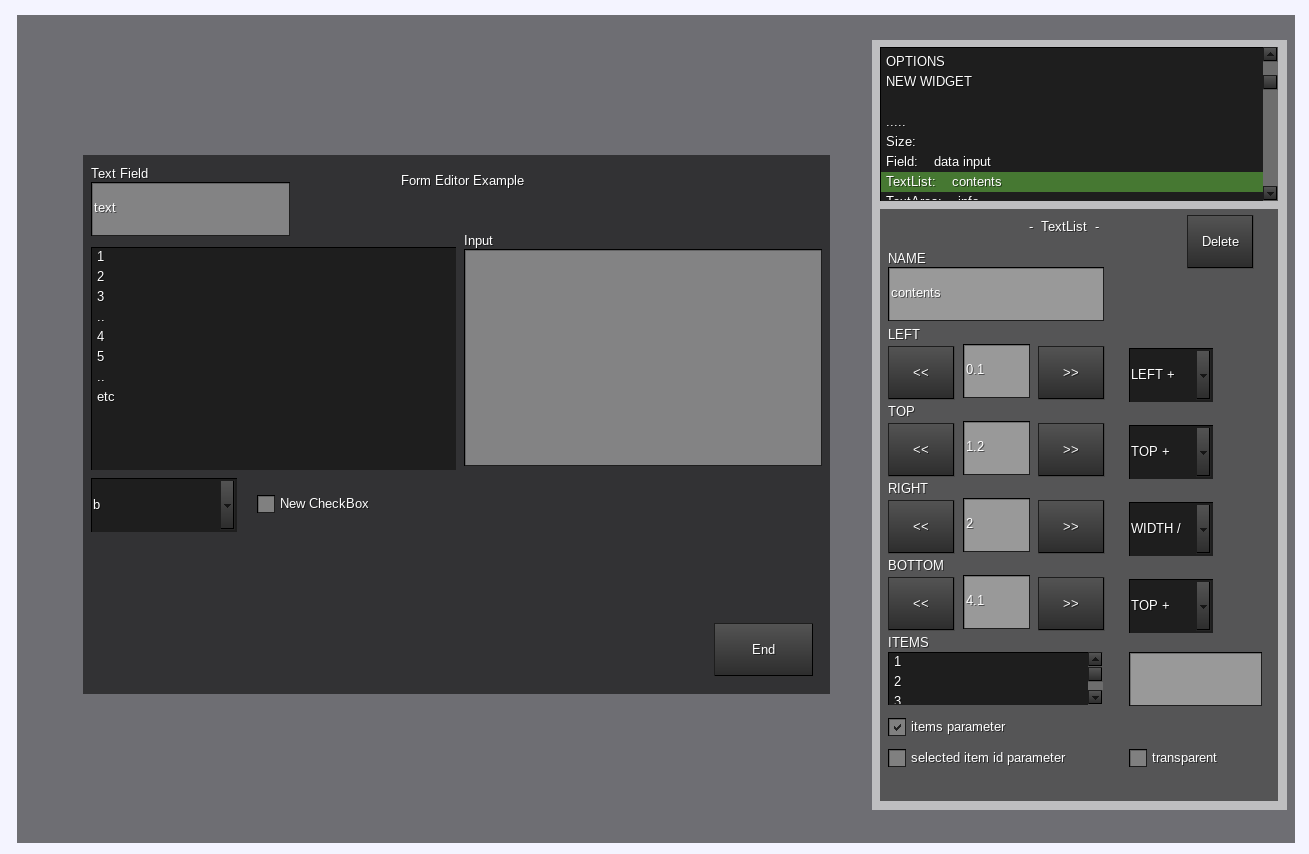 Text Field
Form Editor Example
text
Input
1
2
3
..
4
5
..
etc
b
New CheckBox
End
OPTIONS
NEW WIDGET
.....
Size:
Field: data input
TextList: contents
TextArea: info
- TextList -
Delete
NAME
contents
LEFT
<< 0.1 >> LEFT +
TOP
<< 1.2 >> TOP +
RIGHT
<< 2 >> WIDTH /
BOTTOM
<< 4.1 >> TOP +
ITEMS
1
2
3
items parameter
selected item id parameter
transparent